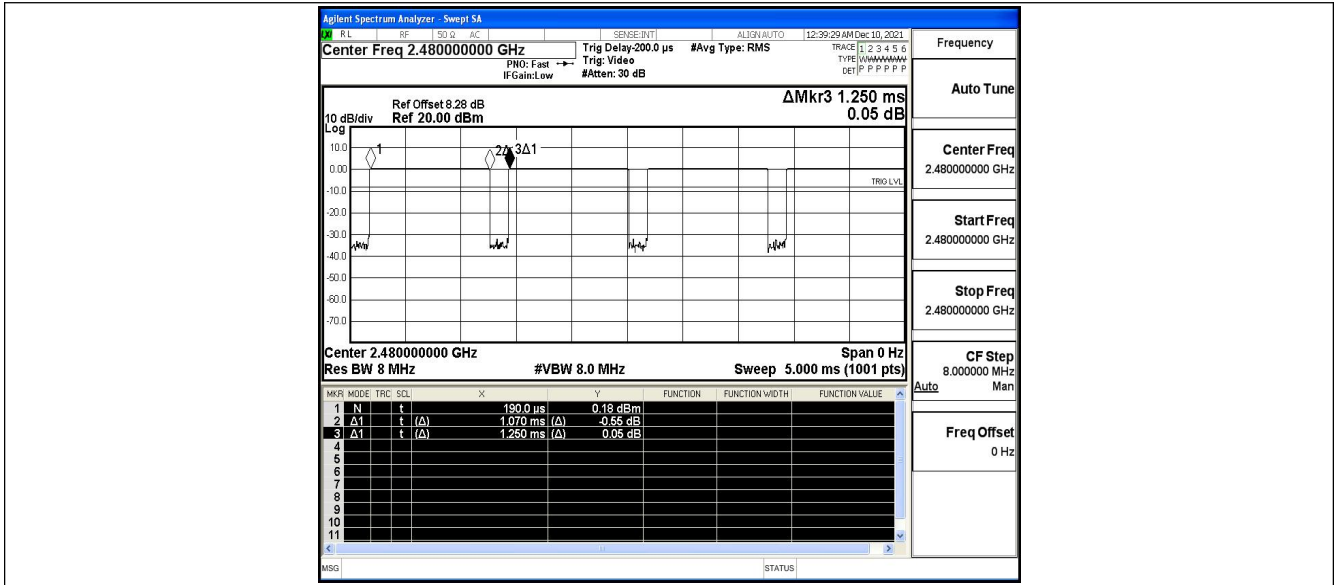 Agilent Spectrum Analyzer - Swept SA
LXI RL RF 50 Ω AC SENSE:INT ALIGN AUTO 12:39:29 AM Dec 10, 2021
Center Freq 2.480000000 GHz
PNO: Fast
IFGain:Low
Trig Delay-200.0 µs
Trig: Video
#Atten: 30 dB
#Avg Type: RMS
TRACE 1 2 3 4 5 6
TYPE
DET P P P P P P
Frequency
ΔMkr3 1.250 ms
0.05 dB
Ref Offset 8.28 dB
10 dB/div Ref 20.00 dBm
Log
10.0
0.00
-10.0
-20.0
-30.0
-40.0
-50.0
-60.0
-70.0
1
3Δ1
TRIG LVL
Center 2.480000000 GHz Span 0 Hz
Res BW 8 MHz #VBW 8.0 MHz Sweep 5.000 ms (1001 pts)
MKR MODE TRC SCL X Y FUNCTION FUNCTION WIDTH FUNCTION VALUE
1 N t 190.0 µs 0.18 dBm
2 Δ1 t (Δ) 1.070 ms (Δ) -0.55 dB
3 Δ1 t (Δ) 1.250 ms (Δ) 0.05 dB
4
5
6
7
8
9
10
11
MSG STATUS
Auto Tune
Center Freq
2.480000000 GHz
Start Freq
2.480000000 GHz
Stop Freq
2.480000000 GHz
CF Step
8.000000 MHz
Auto Man
Freq Offset
0 Hz